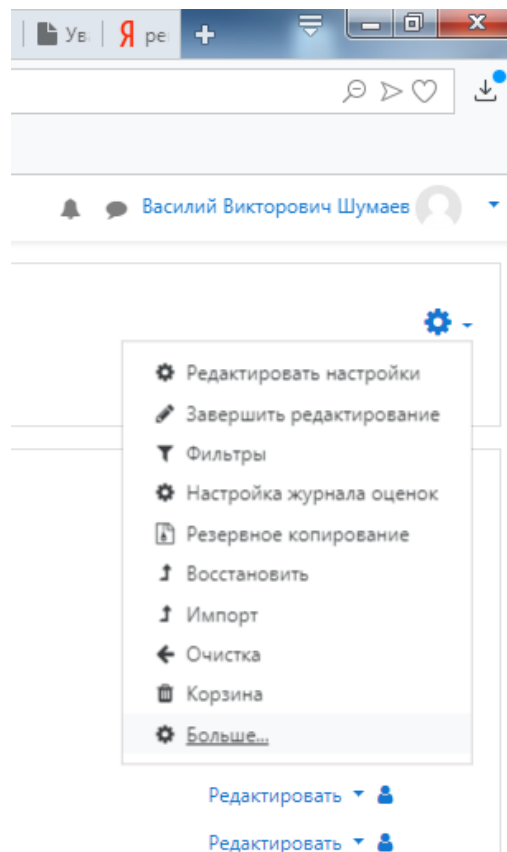 Ув
Я ре
Василий Викторович Шумаев
Редактировать настройки
Завершить редактирование
Фильтры
Настройка журнала оценок
Резервное копирование
Восстановить
Импорт
Очистка
Корзина
Больше...
Редактировать
Редактировать